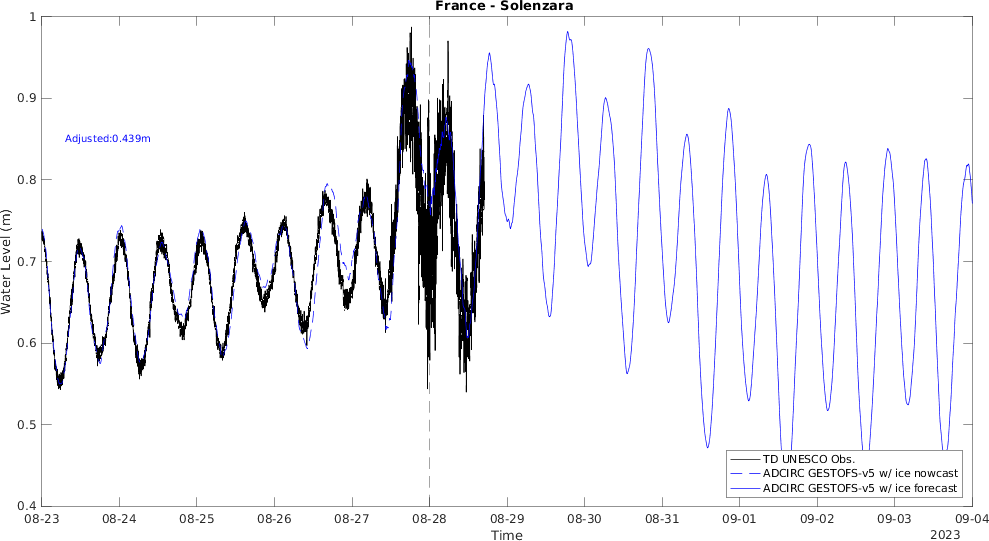 France - Solenzara
1
0.9
0.8
0.7
0.6
0.5
0.4
Water Level (m)
Adjusted:0.439m
TD UNESCO Obs.
ADCIRC GESTOFS-v5 w/ ice nowcast
ADCIRC GESTOFS-v5 w/ ice forecast
08-23 08-24 08-25 08-26 08-27 08-28 08-29 08-30 08-31 09-01 09-02 09-03 09-04
Time
2023